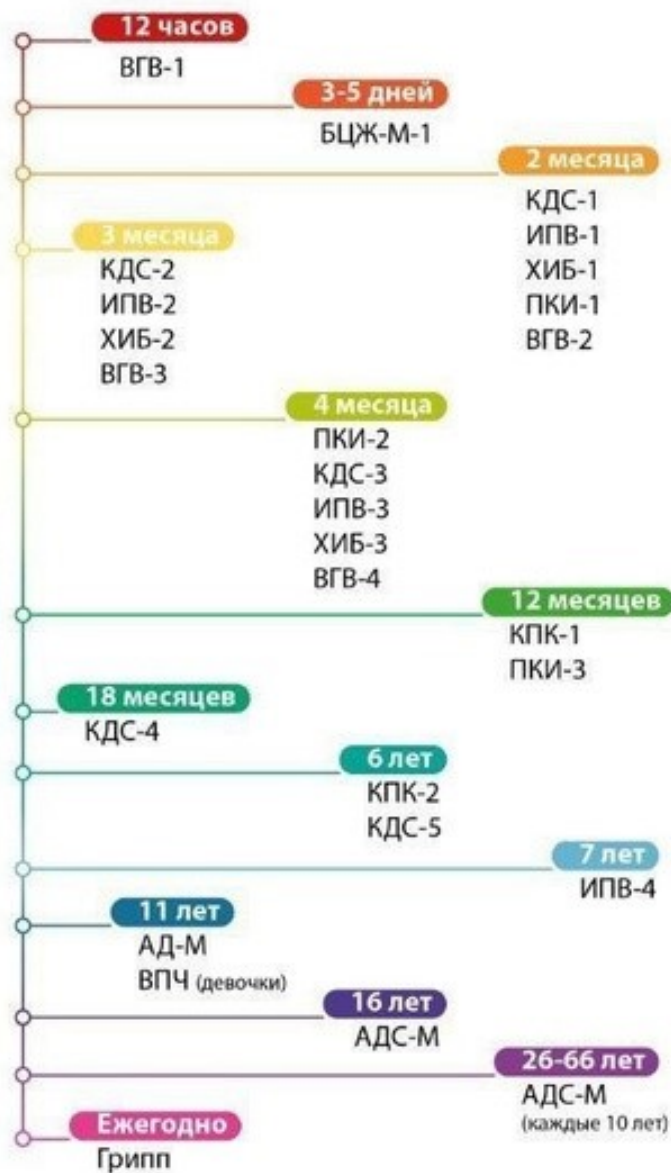 12 часов
ВГВ-1
3-5 дней
БЦЖ-М-1
2 месяца
КДС-1
ИПВ-1
ХИБ-1
ПКИ-1
ВГВ-2
3 месяца
КДС-2
ИПВ-2
ХИБ-2
ВГВ-3
4 месяца
ПКИ-2
КДС-3
ИПВ-3
ХИБ-3
ВГВ-4
12 месяцев
КПК-1
ПКИ-3
18 месяцев
КДС-4
6 лет
КПК-2
КДС-5
7 лет
ИПВ-4
11 лет
АД-М
ВПЧ (девочки)
16 лет
АДС-М
26-66 лет
АДС-М
(каждые 10 лет)
Ежегодно
Грипп